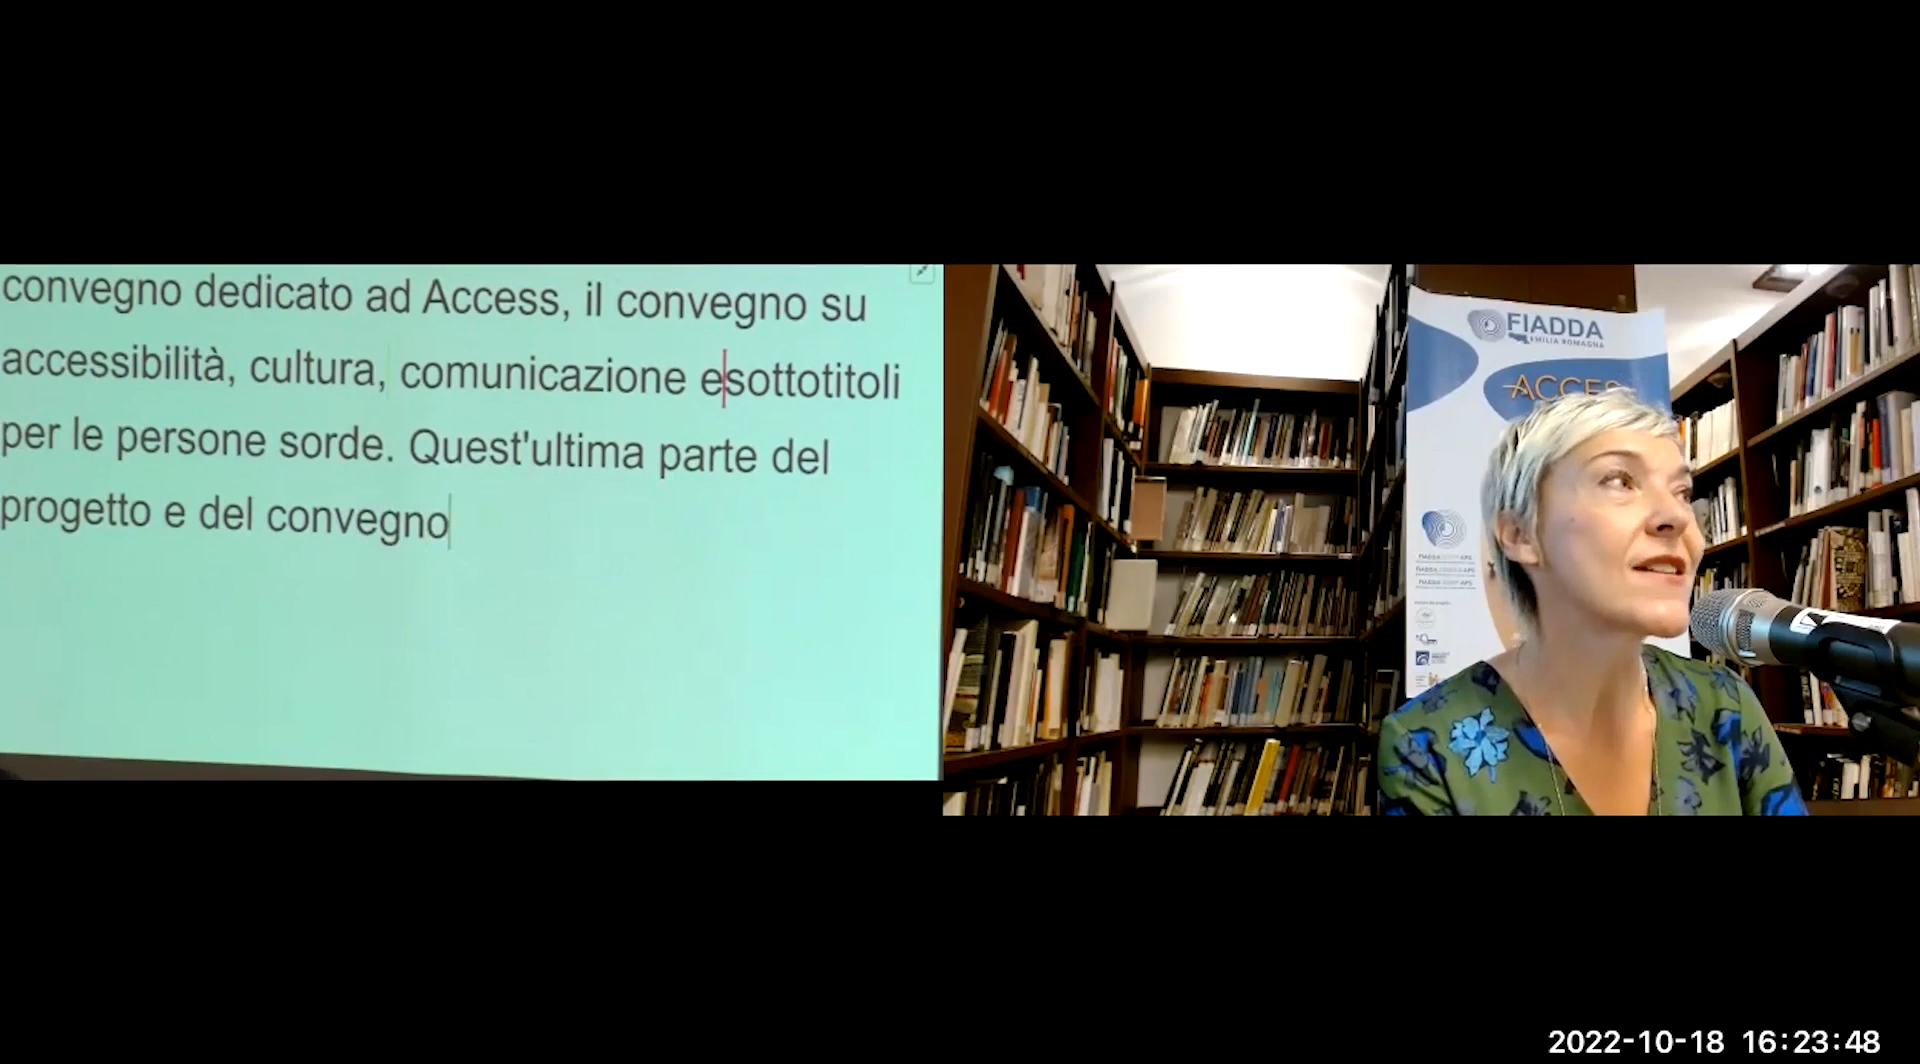 convegno dedicato ad Access, il convegno su
accessibilità, cultura, comunicazione esottotitoli
per le persone sorde. Quest'ultima parte del
progetto e del convegno
FIADDA
EMILIA ROMAGNA
ACCES
2022-10-18 16:23:48